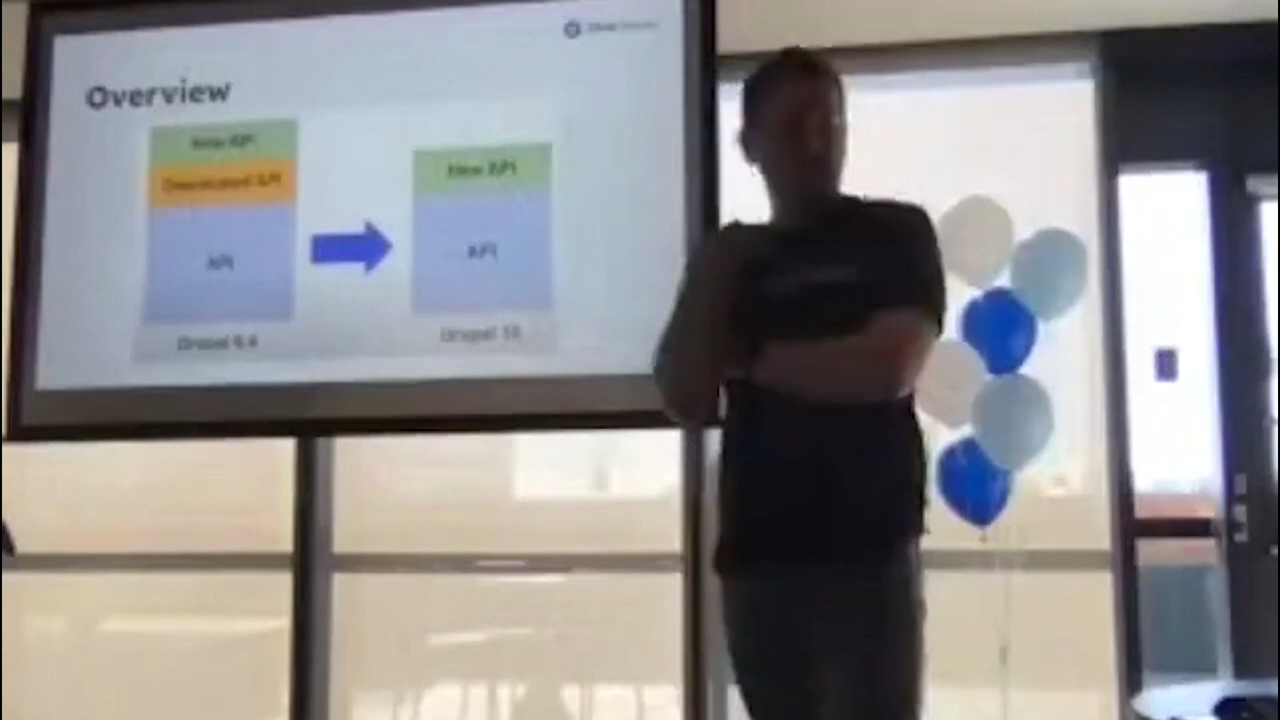 Overview
New API
Deprecated API
API
Drupal 9.4
New API
API
Drupal 10